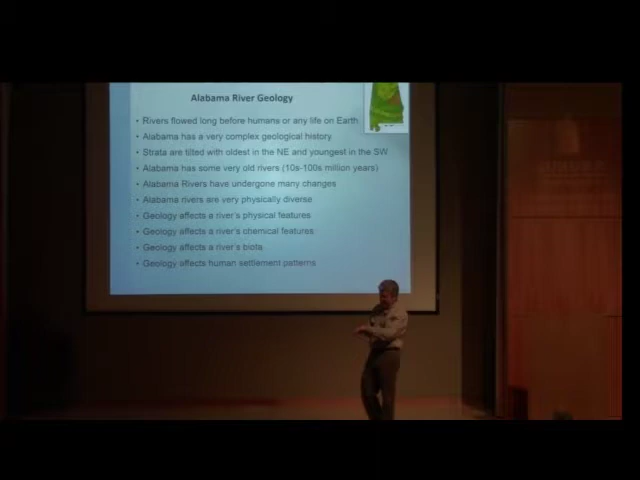 Alabama River Geology
• Rivers flowed long before humans or any life on Earth
• Alabama has a very complex geological history
• Strata are tilted with oldest in the NE and youngest in the SW
• Alabama has some very old rivers (10s-100s million years)
• Alabama Rivers have undergone many changes
• Alabama rivers are very physically diverse
• Geology affects a river's physical features
• Geology affects a river's chemical features
• Geology affects a river's biota
• Geology affects human settlement patterns